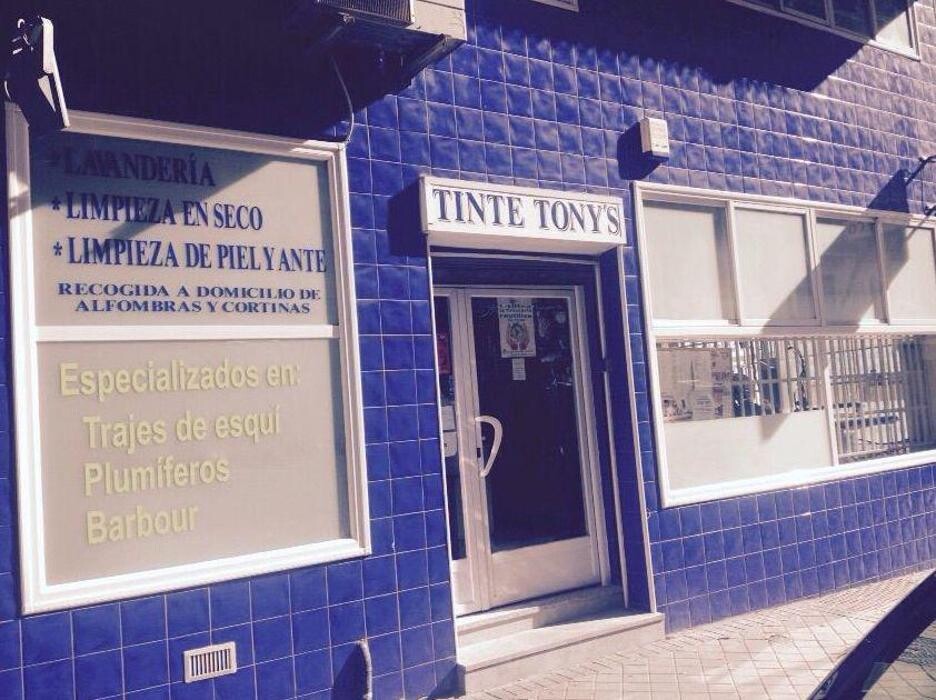 * LAVANDERÍA
* LIMPIEZA EN SECO
* LIMPIEZA DE PIEL Y ANTE
RECOGIDA A DOMICILIO DE
ALFOMBRAS Y CORTINAS
Especializados en:
Trajes de esquí
Plumíferos
Barbour
TINTE TONY'S